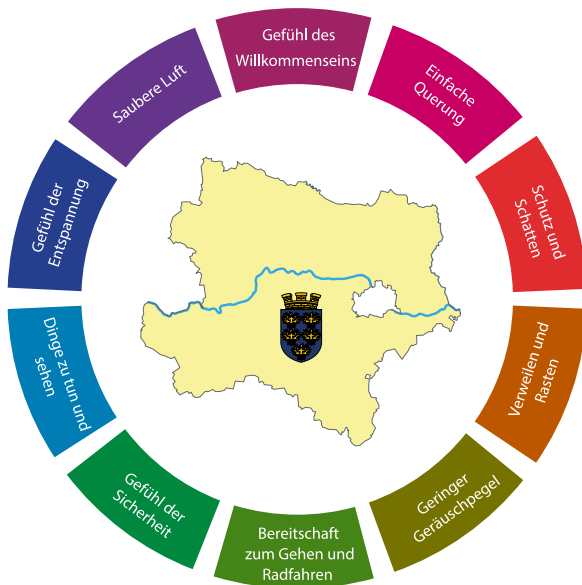 Gefühl des
Willkommenseins
Einfache
Querung
Schutz und
Schatten
Verweilen und
Rasten
Geringer
Geräuschpegel
Bereitschaft
zum Gehen und
Radfahren
Gefühl der
Sicherheit
Dinge zu tun und
sehen
Gefühl der
Entspannung
Saubere Luft